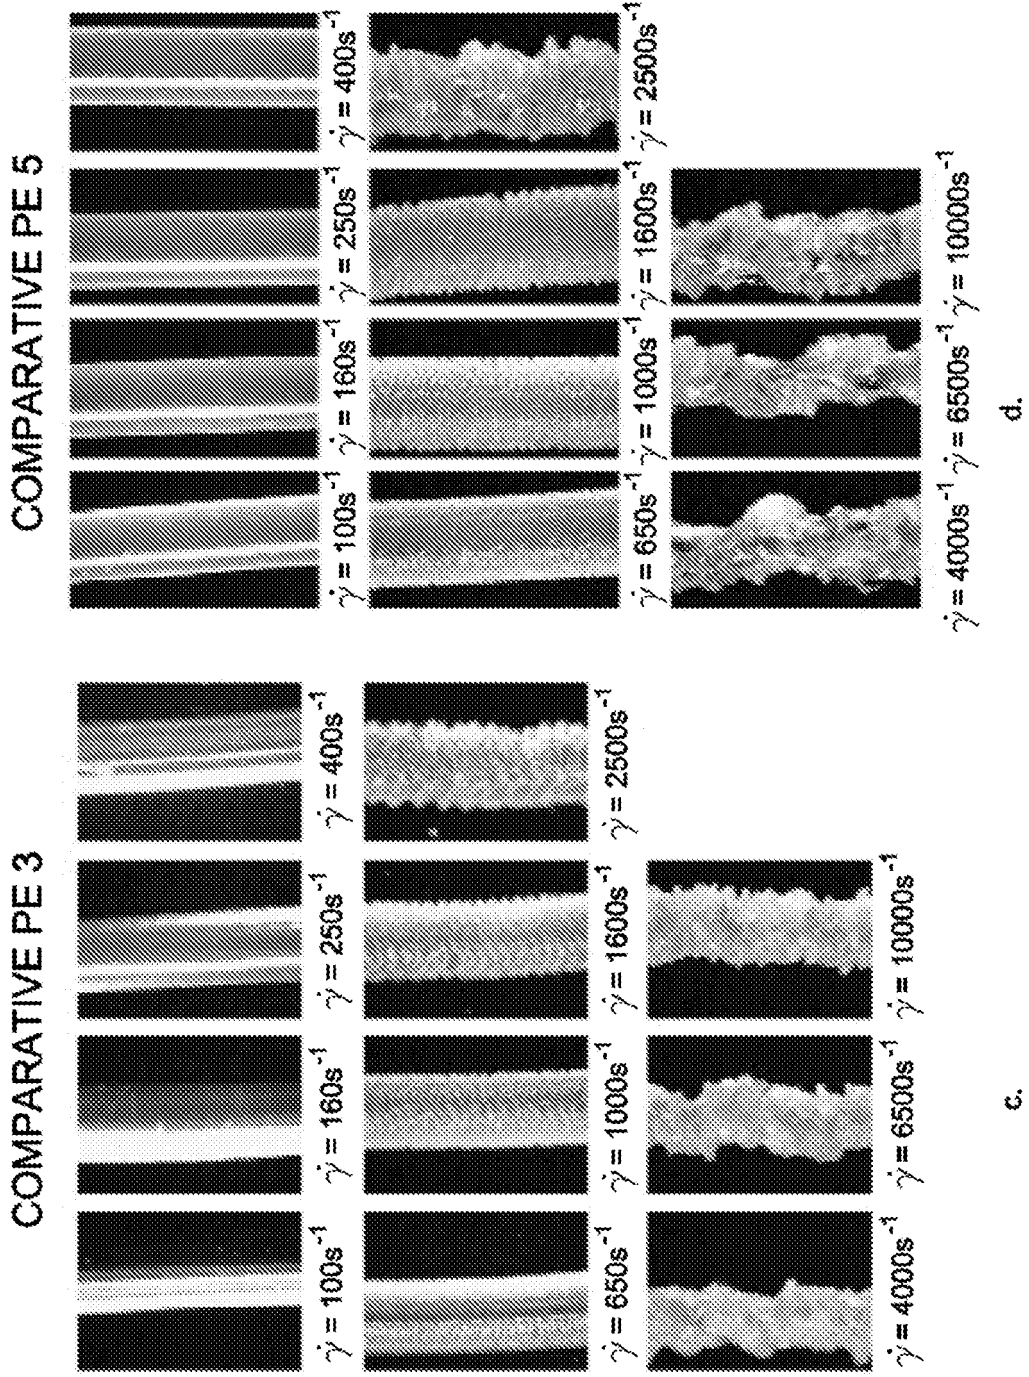 COMPARATIVE PE 3
γ̇ = 100s⁻¹
γ̇ = 160s⁻¹
γ̇ = 250s⁻¹
γ̇ = 400s⁻¹
γ̇ = 650s⁻¹
γ̇ = 1000s⁻¹
γ̇ = 1600s⁻¹
γ̇ = 2500s⁻¹
γ̇ = 4000s⁻¹
γ̇ = 6500s⁻¹
γ̇ = 10000s⁻¹
c.
COMPARATIVE PE 5
γ̇ = 100s⁻¹
γ̇ = 160s⁻¹
γ̇ = 250s⁻¹
γ̇ = 400s⁻¹
γ̇ = 650s⁻¹
γ̇ = 1000s⁻¹
γ̇ = 1600s⁻¹
γ̇ = 2500s⁻¹
γ̇ = 4000s⁻¹
γ̇ = 6500s⁻¹
γ̇ = 10000s⁻¹
d.